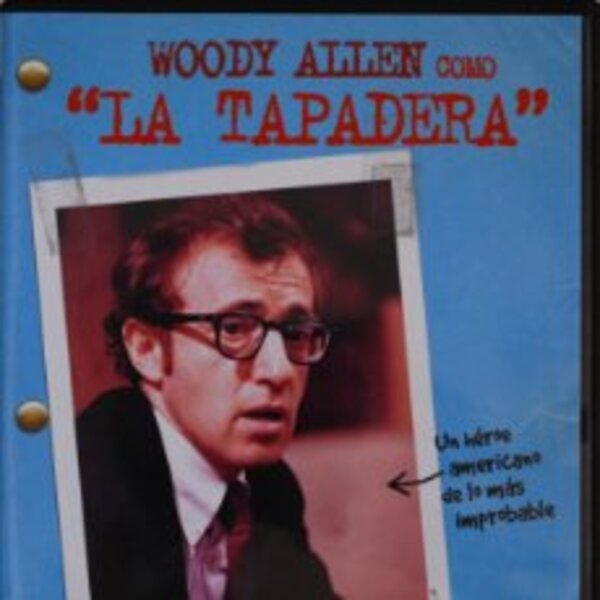 WOODY ALLEN COMO
"LA TAPADERA"
Un héroe
americano
de lo más
improbable